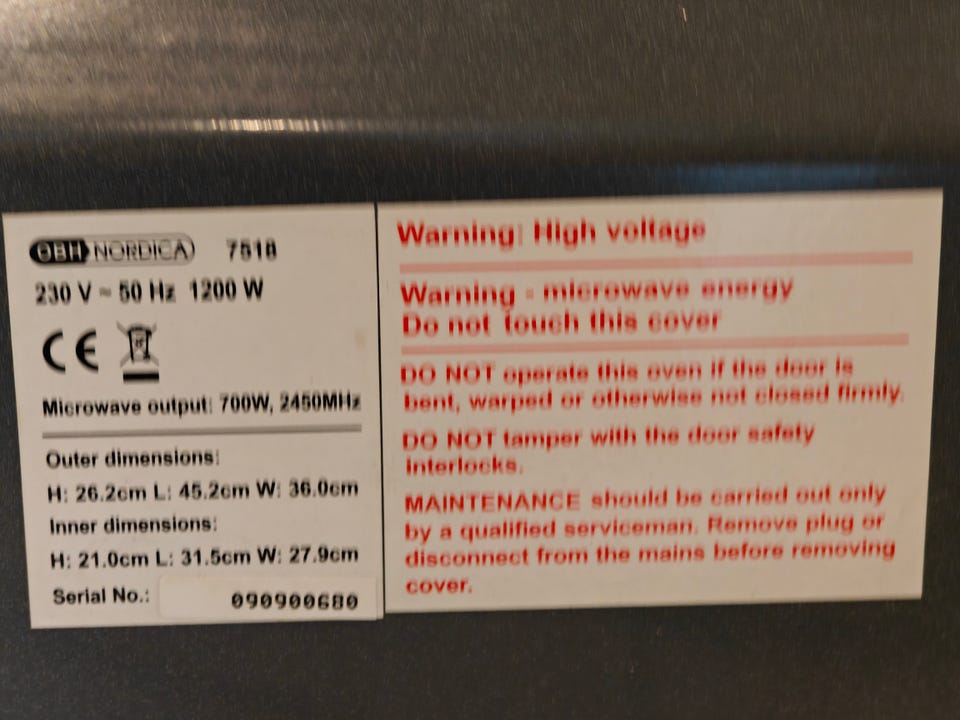 OBH NORDICA 7518
230 V ~ 50 Hz 1200 W
CE
Microwave output: 700W, 2450MHz
Outer dimensions:
H: 26.2cm L: 45.2cm W: 36.0cm
Inner dimensions:
H: 21.0cm L: 31.5cm W: 27.9cm
Serial No.: 090900680
Warning: High voltage
Warning - microwave energy
Do not touch this cover
DO NOT operate this oven if the door is
bent, warped or otherwise not closed firmly.
DO NOT tamper with the door safety
interlocks.
MAINTENANCE should be carried out only
by a qualified serviceman. Remove plug or
disconnect from the mains before removing
cover.